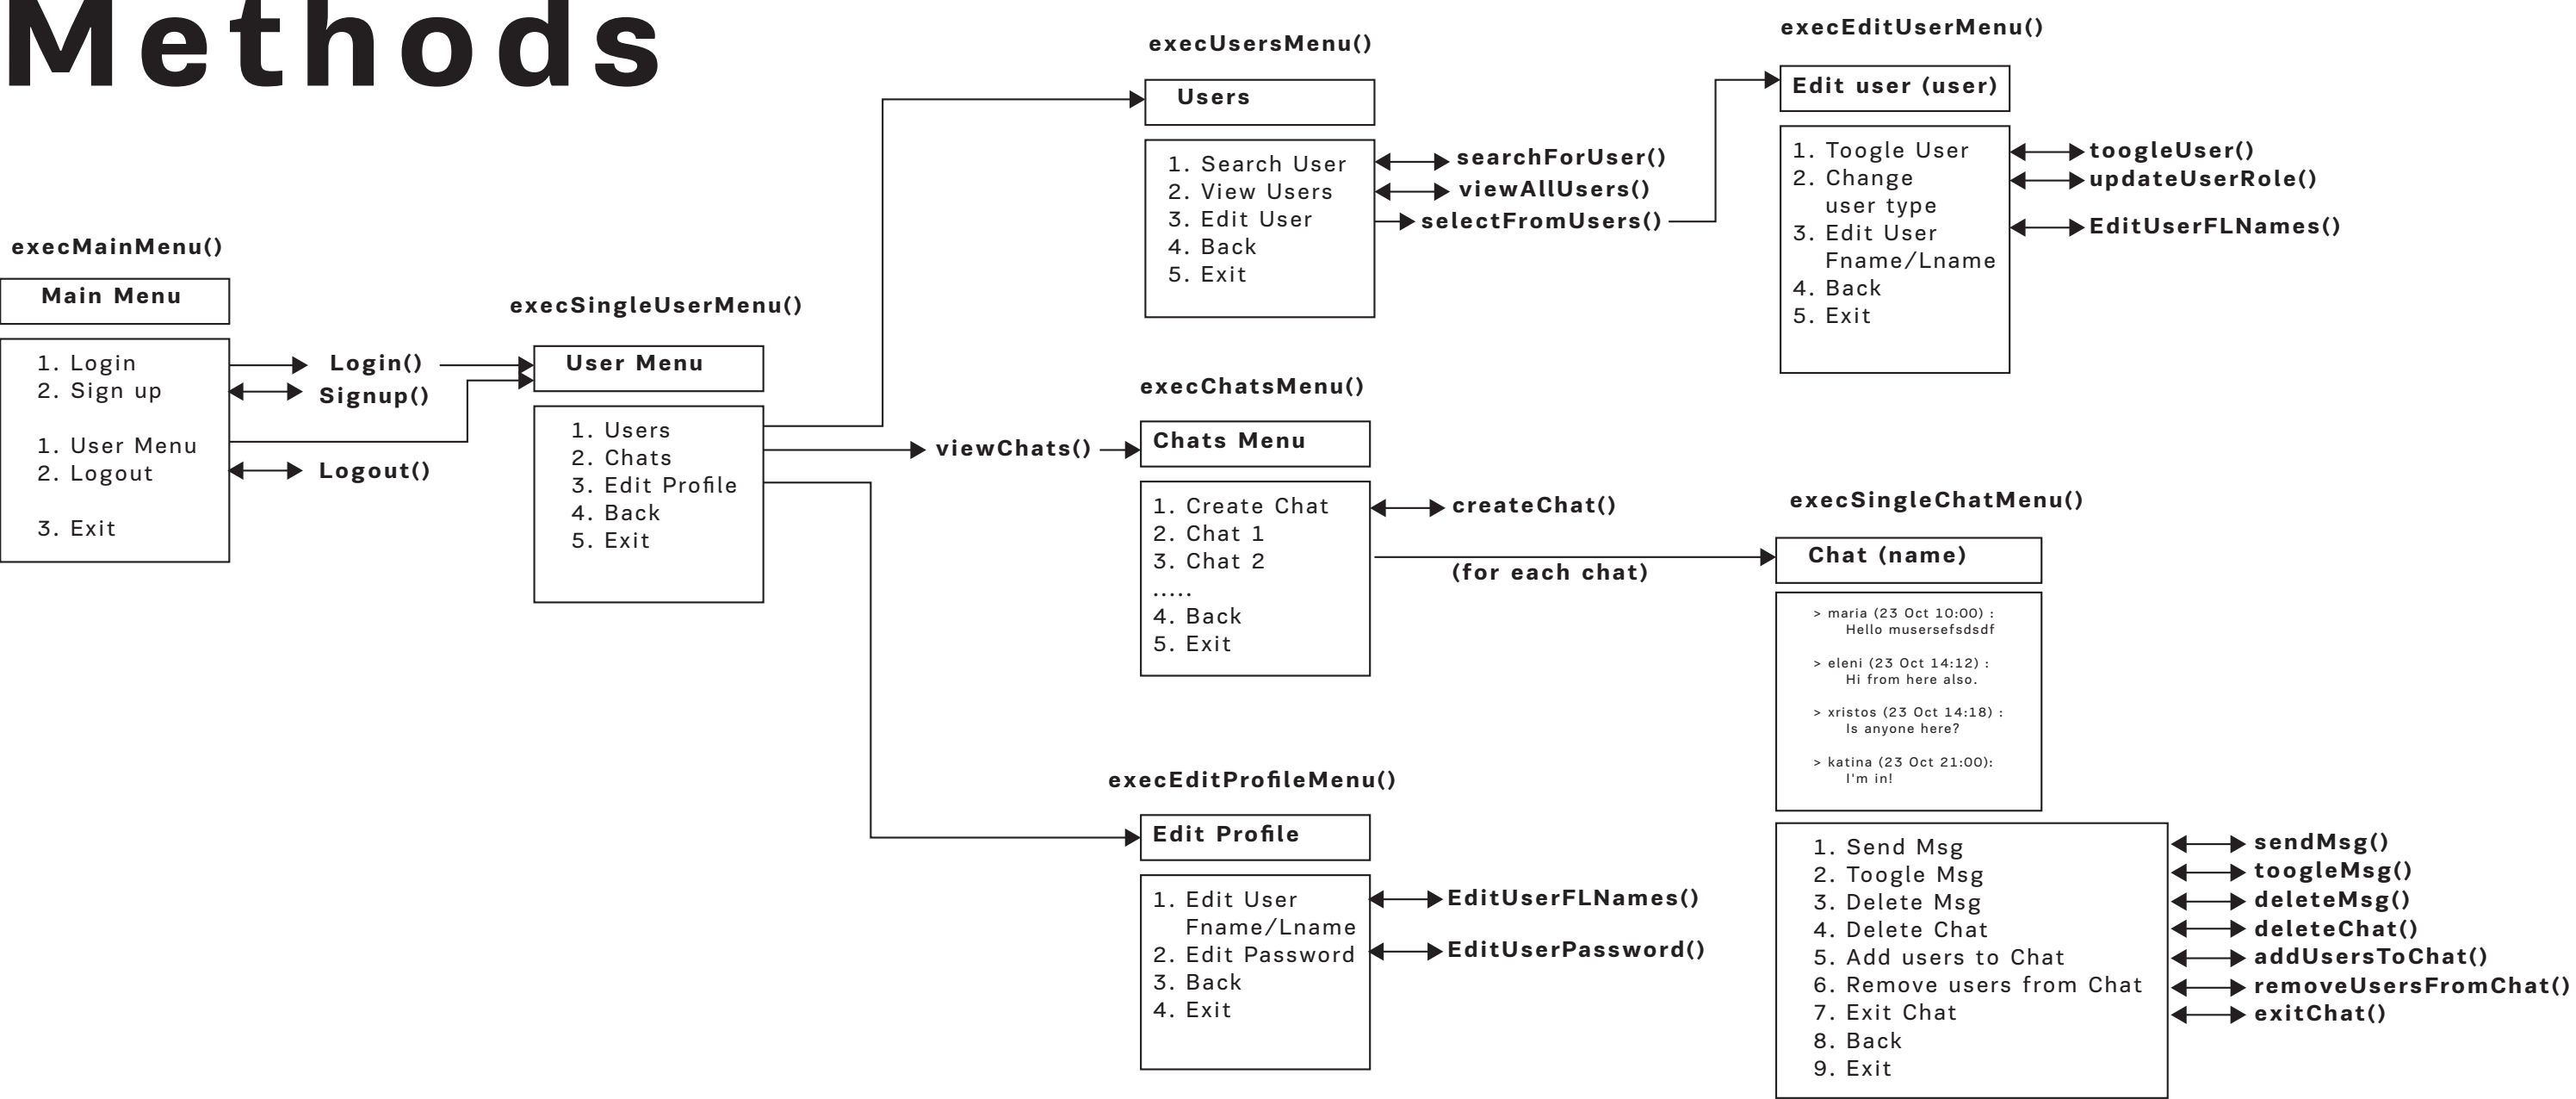 Methods
execMainMenu()
Main Menu
1. Login
2. Sign up
1. User Menu
2. Logout
3. Exit
Login()
Signup()
Logout()
execSingleUserMenu()
User Menu
1. Users
2. Chats
3. Edit Profile
4. Back
5. Exit
viewChats()
execUsersMenu()
Users
1. Search User
2. View Users
3. Edit User
4. Back
5. Exit
searchForUser()
viewAllUsers()
selectFromUsers()
execEditUserMenu()
Edit user (user)
1. Toogle User
2. Change
user type
3. Edit User
Fname/Lname
4. Back
5. Exit
toogleUser()
updateUserRole()
EditUserFLNames()
execChatsMenu()
Chats Menu
1. Create Chat
2. Chat 1
3. Chat 2
.....
4. Back
5. Exit
createChat()
(for each chat)
execSingleChatMenu()
Chat (name)
> maria (23 Oct 10:00) :
Hello musersefsdsdf
> eleni (23 Oct 14:12) :
Hi from here also.
> xristos (23 Oct 14:18) :
Is anyone here?
> katina (23 Oct 21:00):
I'm in!
1. Send Msg
2. Toogle Msg
3. Delete Msg
4. Delete Chat
5. Add users to Chat
6. Remove users from Chat
7. Exit Chat
8. Back
9. Exit
sendMsg()
toogleMsg()
deleteMsg()
deleteChat()
addUsersToChat()
removeUsersFromChat()
exitChat()
execEditProfileMenu()
Edit Profile
1. Edit User
Fname/Lname
2. Edit Password
3. Back
4. Exit
EditUserFLNames()
EditUserPassword()